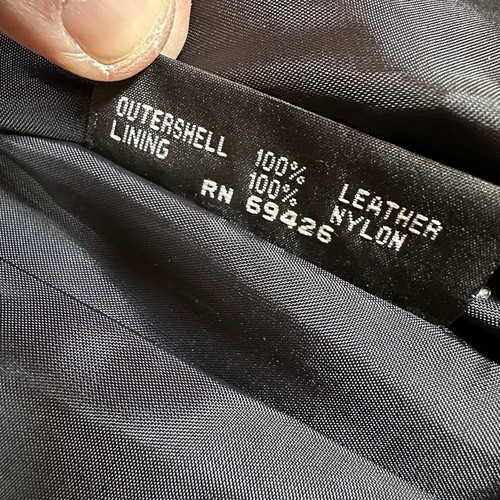 OUTERSHELL 100% LEATHER
LINING 100% NYLON
RN 69426